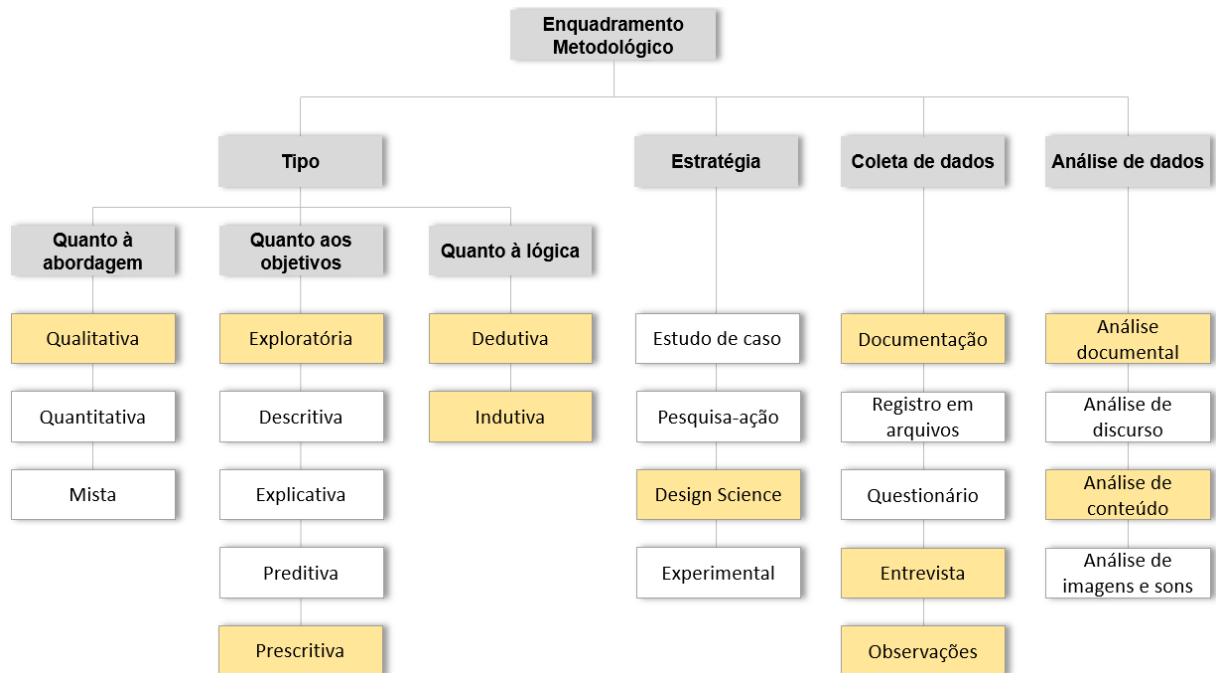 Enquadramento
Metodológico
Tipo
Estratégia
Coleta de dados
Análise de dados
Quanto à
abordagem
Quanto aos
objetivos
Quanto à lógica
Qualitativa
Exploratória
Dedutiva
Estudo de caso
Documentação
Análise
documental
Quantitativa
Descritiva
Indutiva
Pesquisa-ação
Registro em
arquivos
Análise de
discurso
Mista
Explicativa
Design Science
Questionário
Análise de
conteúdo
Preditiva
Experimental
Entrevista
Análise de
imagens e sons
Prescritiva
Observações